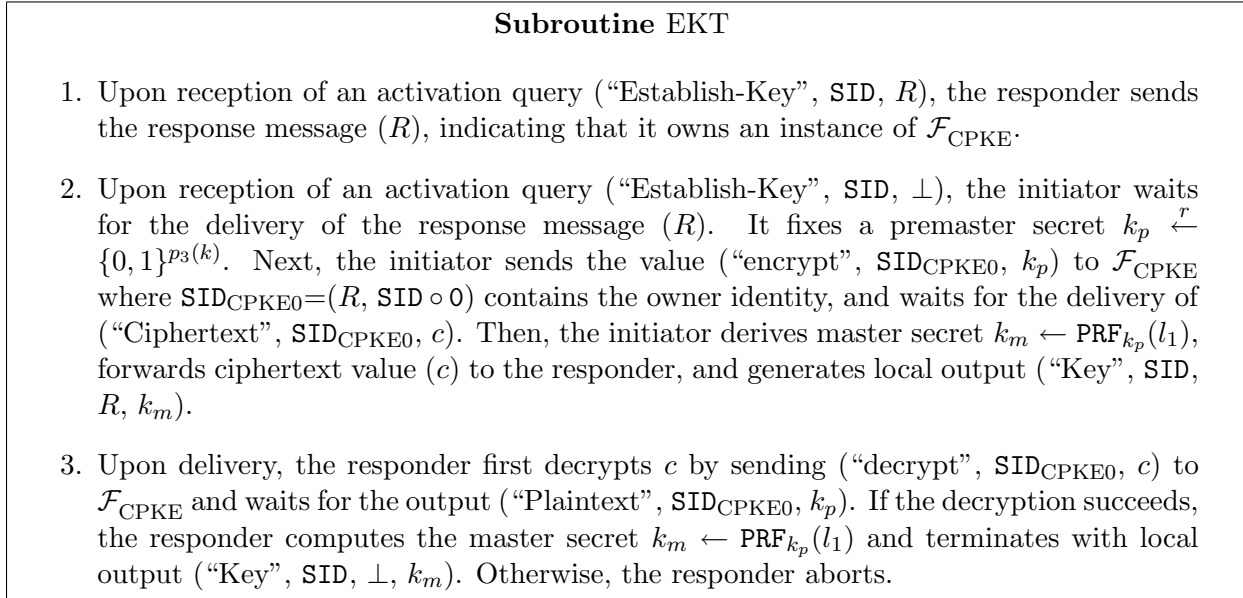 Subroutine EKT
1. Upon reception of an activation query (“Establish-Key”, SID, R), the responder sends
the response message (R), indicating that it owns an instance of F_CPKE.
2. Upon reception of an activation query (“Establish-Key”, SID, ⊥), the initiator waits
for the delivery of the response message (R). It fixes a premaster secret k_p ←^r
{0, 1}^{p_3(k)}. Next, the initiator sends the value (“encrypt”, SID_CPKE0, k_p) to F_CPKE
where SID_CPKE0=(R, SID ∘ 0) contains the owner identity, and waits for the delivery of
(“Ciphertext”, SID_CPKE0, c). Then, the initiator derives master secret k_m ← PRF_{k_p}(l_1),
forwards ciphertext value (c) to the responder, and generates local output (“Key”, SID,
R, k_m).
3. Upon delivery, the responder first decrypts c by sending (“decrypt”, SID_CPKE0, c) to
F_CPKE and waits for the output (“Plaintext”, SID_CPKE0, k_p). If the decryption succeeds,
the responder computes the master secret k_m ← PRF_{k_p}(l_1) and terminates with local
output (“Key”, SID, ⊥, k_m). Otherwise, the responder aborts.